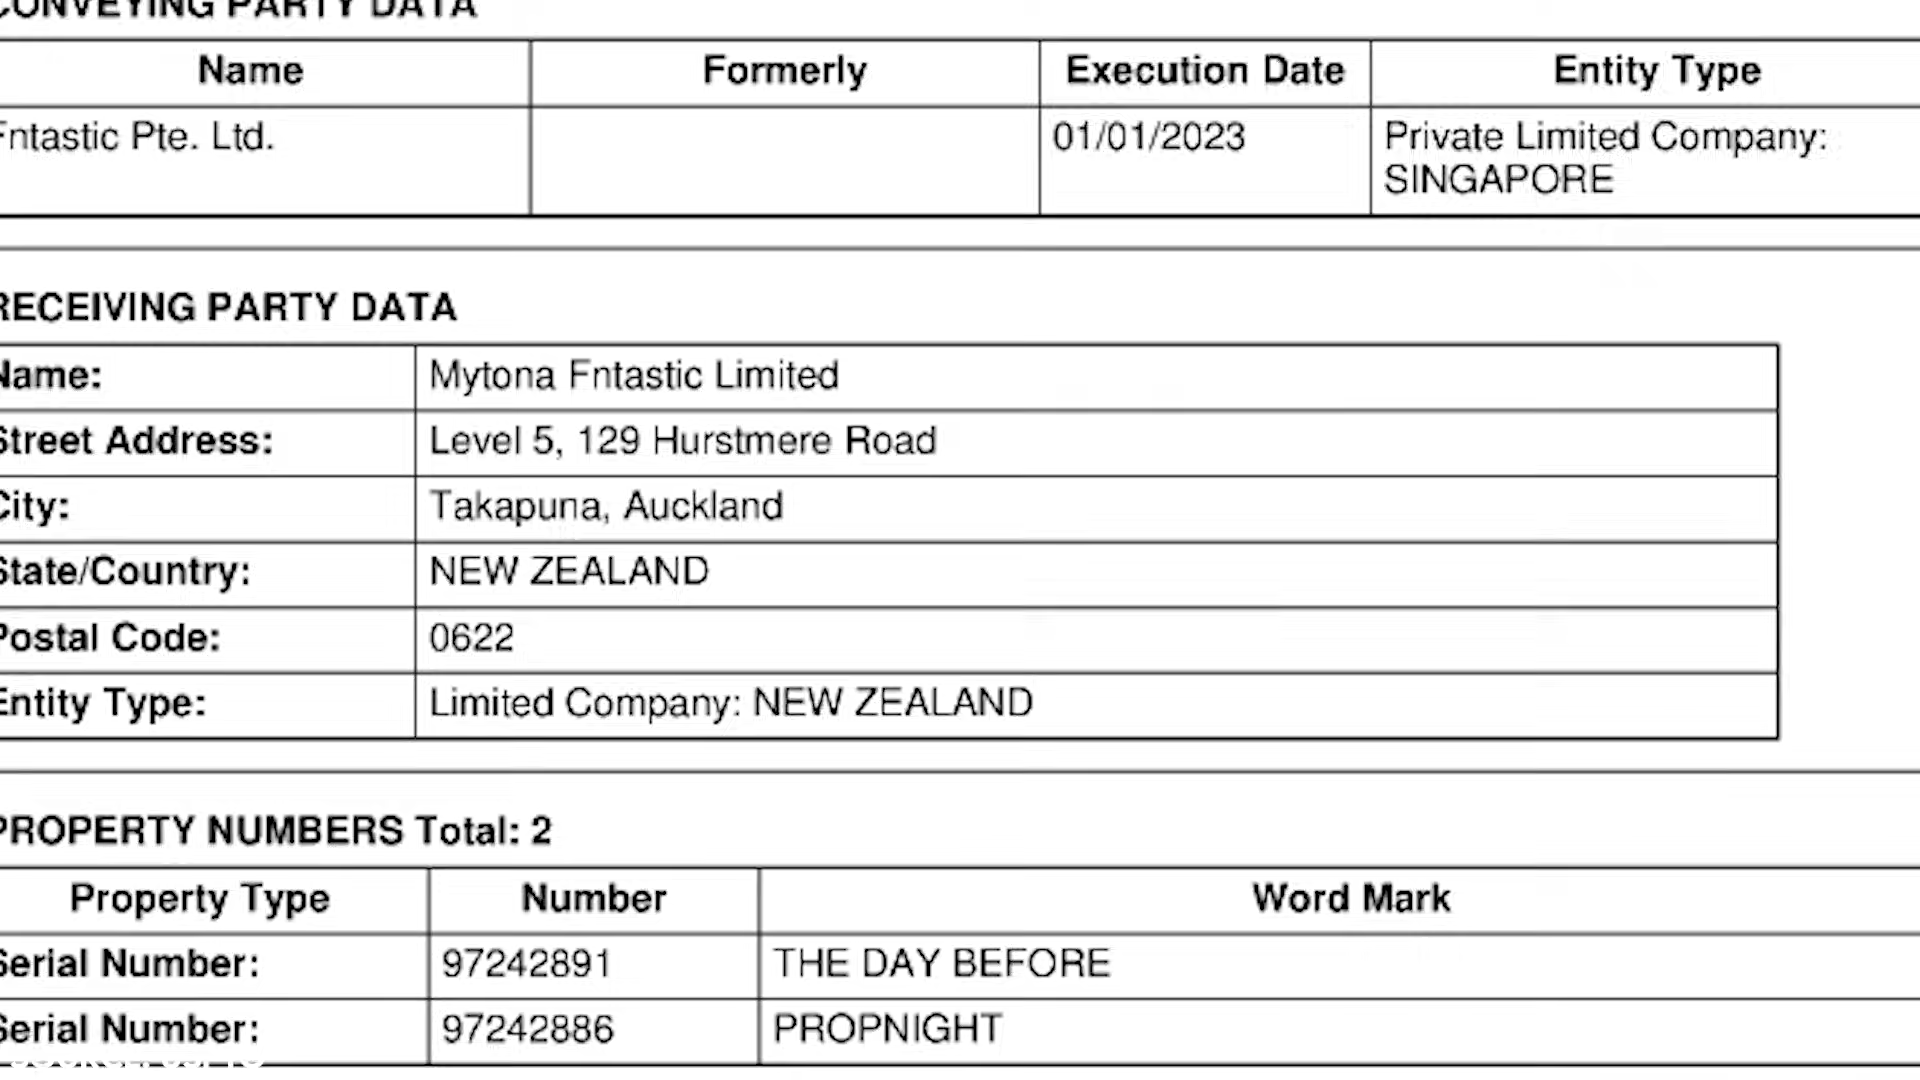 CONVEYING PARTY DATA
Name Formerly Execution Date Entity Type
Fntastic Pte. Ltd. 01/01/2023 Private Limited Company:
SINGAPORE
RECEIVING PARTY DATA
Name: Mytona Fntastic Limited
Street Address: Level 5, 129 Hurstmere Road
City: Takapuna, Auckland
State/Country: NEW ZEALAND
Postal Code: 0622
Entity Type: Limited Company: NEW ZEALAND
PROPERTY NUMBERS Total: 2
Property Type Number Word Mark
Serial Number: 97242891 THE DAY BEFORE
Serial Number: 97242886 PROPNIGHT